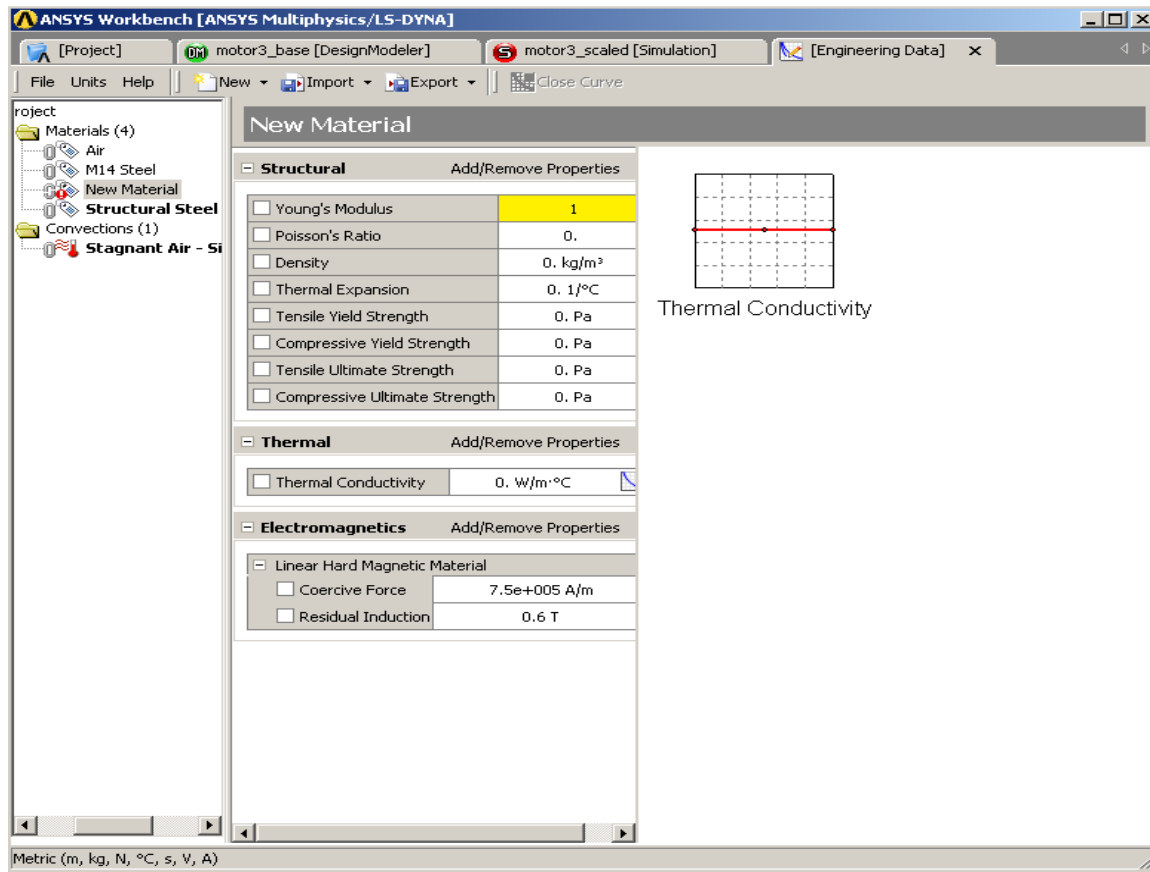 ANSYS Workbench [ANSYS Multiphysics/LS-DYNA]
[Project] DM motor3_base [DesignModeler] S motor3_scaled [Simulation] [Engineering Data]
File Units Help New Import Export Close Curve
roject
Materials (4)
Air
M14 Steel
New Material
Structural Steel
Convections (1)
Stagnant Air - Si
New Material
Structural Add/Remove Properties
Young's Modulus 1
Poisson's Ratio 0.
Density 0. kg/m³
Thermal Expansion 0. 1/°C
Tensile Yield Strength 0. Pa
Compressive Yield Strength 0. Pa
Tensile Ultimate Strength 0. Pa
Compressive Ultimate Strength 0. Pa
Thermal Add/Remove Properties
Thermal Conductivity 0. W/m·°C
Electromagnetics Add/Remove Properties
Linear Hard Magnetic Material
Coercive Force 7.5e+005 A/m
Residual Induction 0.6 T
Thermal Conductivity
Metric (m, kg, N, °C, s, V, A)